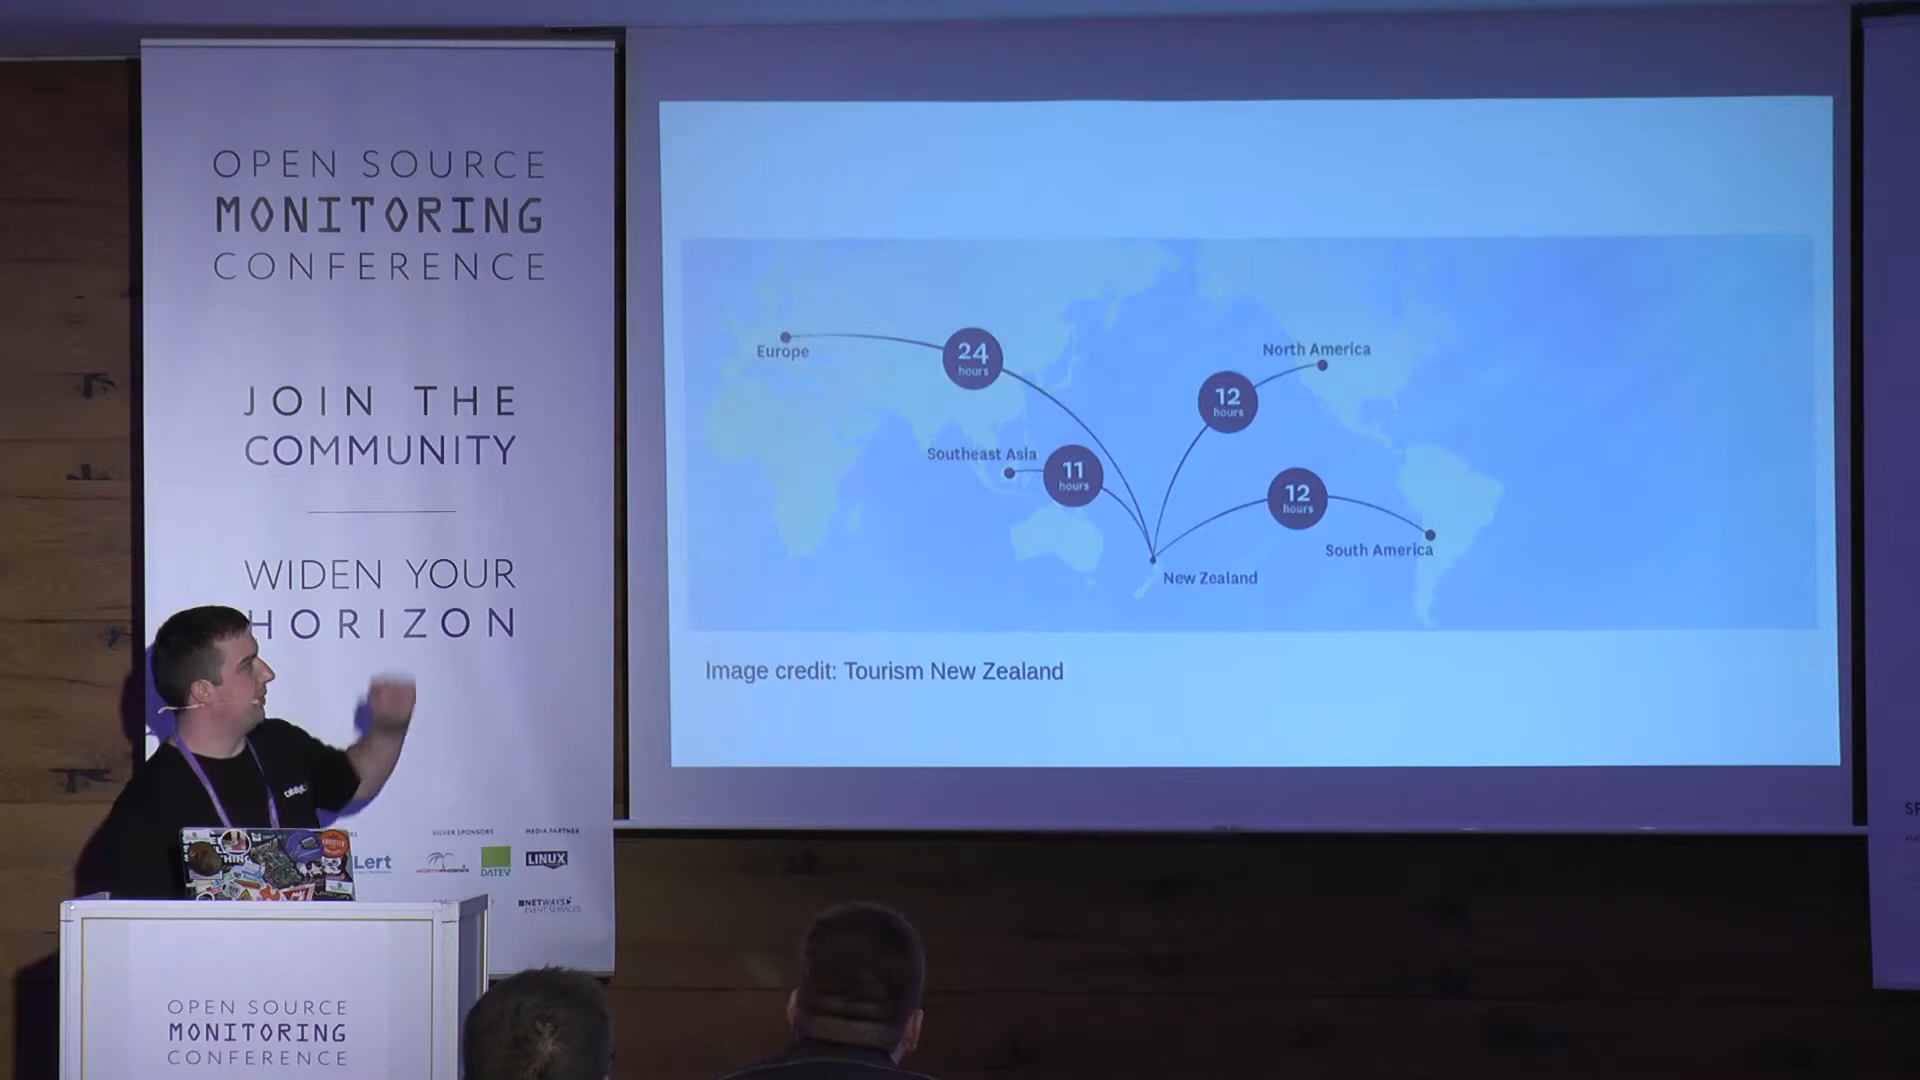 OPEN SOURCE
MONITORING
CONFERENCE
JOIN THE
COMMUNITY
WIDEN YOUR
HORIZON
SILVER SPONSORS
MEDIA PARTNER
Lert
DATEV
LINUX
NETWAYS
EVENT SERVICES
OPEN SOURCE
MONITORING
CONFERENCE
Europe
24
hours
North America
12
hours
Southeast Asia
11
hours
12
hours
South America
New Zealand
Image credit: Tourism New Zealand